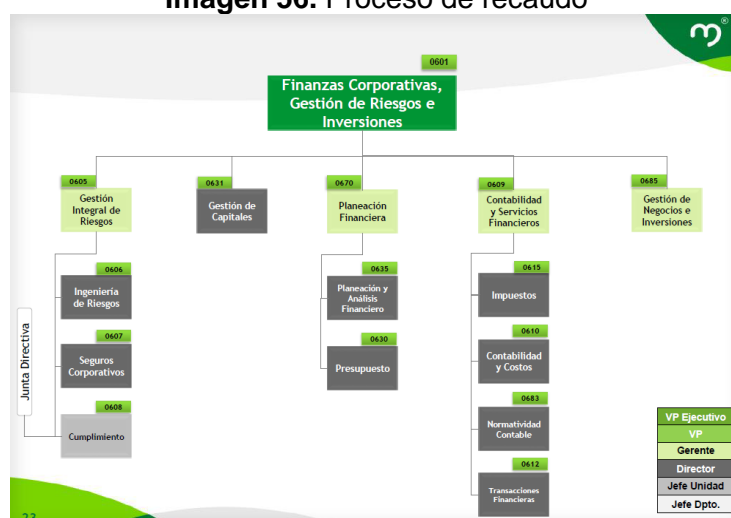 Imagen 56. Proceso de recaudo
0601
Finanzas Corporativas,
Gestión de Riesgos e
Inversiones
0605
Gestión
Integral de
Riesgos
0631
Gestión de
Capitales
0670
Planeación
Financiera
0609
Contabilidad
y Servicios
Financieros
0685
Gestión de
Negocios e
Inversiones
0606
Ingeniería
de Riesgos
0607
Seguros
Corporativos
0608
Cumplimiento
Junta Directiva
0635
Planeación y
Análisis
Financiero
0630
Presupuesto
0615
Impuestos
0610
Contabilidad
y Costos
0683
Normatividad
Contable
0612
Transacciones
Financieras
VP Ejecutivo
VP
Gerente
Director
Jefe Unidad
Jefe Dpto.
23